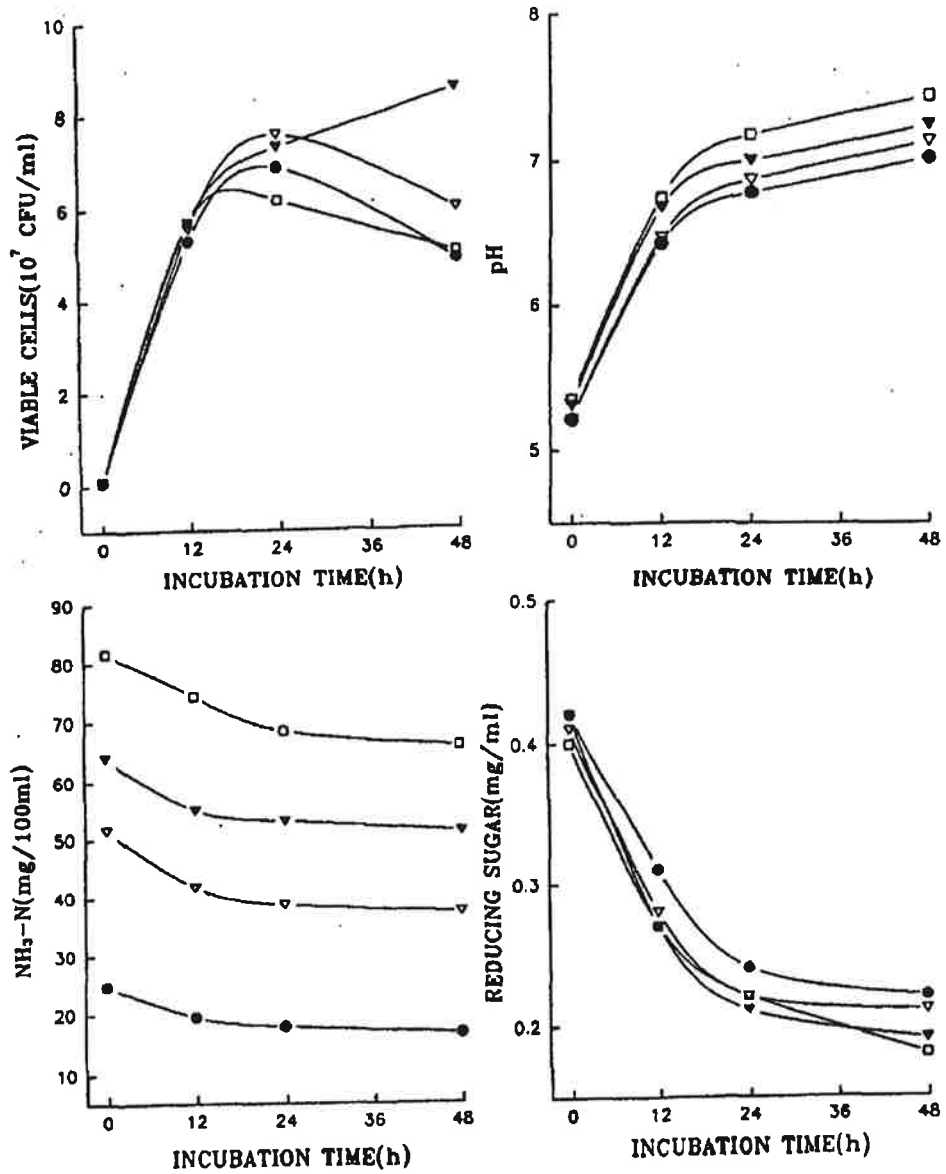 VIABLE CELLS(10⁷ CFU/ml)
10
8
6
4
2
0
0 12 24 36 48
INCUBATION TIME(h)
pH
8
7
6
5
0 12 24 36 48
INCUBATION TIME(h)
NH₃-N(mg/100ml)
90
80
70
60
50
40
30
20
10
0 12 24 36 48
INCUBATION TIME(h)
REDUCING SUGAR(mg/ml)
0.5
0.4
0.3
0.2
0 12 24 36 48
INCUBATION TIME(h)